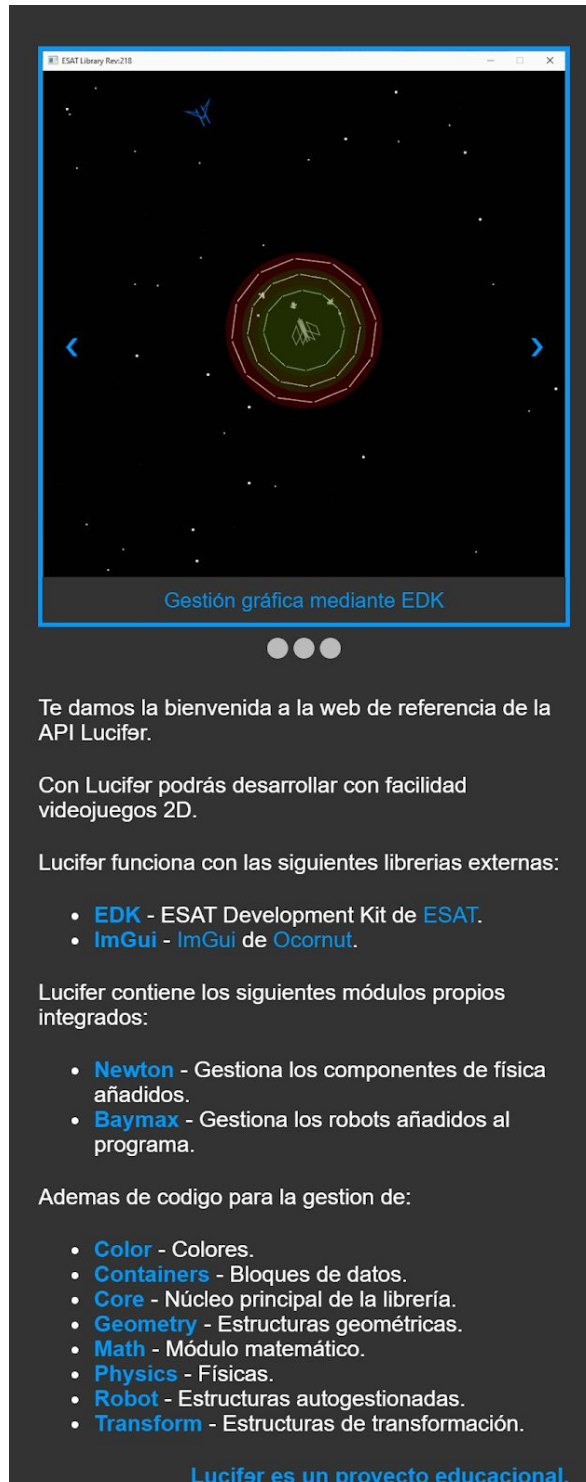 ESAT Library Rev:218
Gestión gráfica mediante EDK
Te damos la bienvenida a la web de referencia de la
API Lucifǝr.
Con Lucifǝr podrás desarrollar con facilidad
videojuegos 2D.
Lucifǝr funciona con las siguientes librerias externas:
EDK - ESAT Development Kit de ESAT.
ImGui - ImGui de Ocornut.
Lucifer contiene los siguientes módulos propios
integrados:
Newton - Gestiona los componentes de física
añadidos.
Baymax - Gestiona los robots añadidos al
programa.
Ademas de codigo para la gestion de:
Color - Colores.
Containers - Bloques de datos.
Core - Núcleo principal de la librería.
Geometry - Estructuras geométricas.
Math - Módulo matemático.
Physics - Físicas.
Robot - Estructuras autogestionadas.
Transform - Estructuras de transformación.
Lucifǝr es un proyecto educacional.